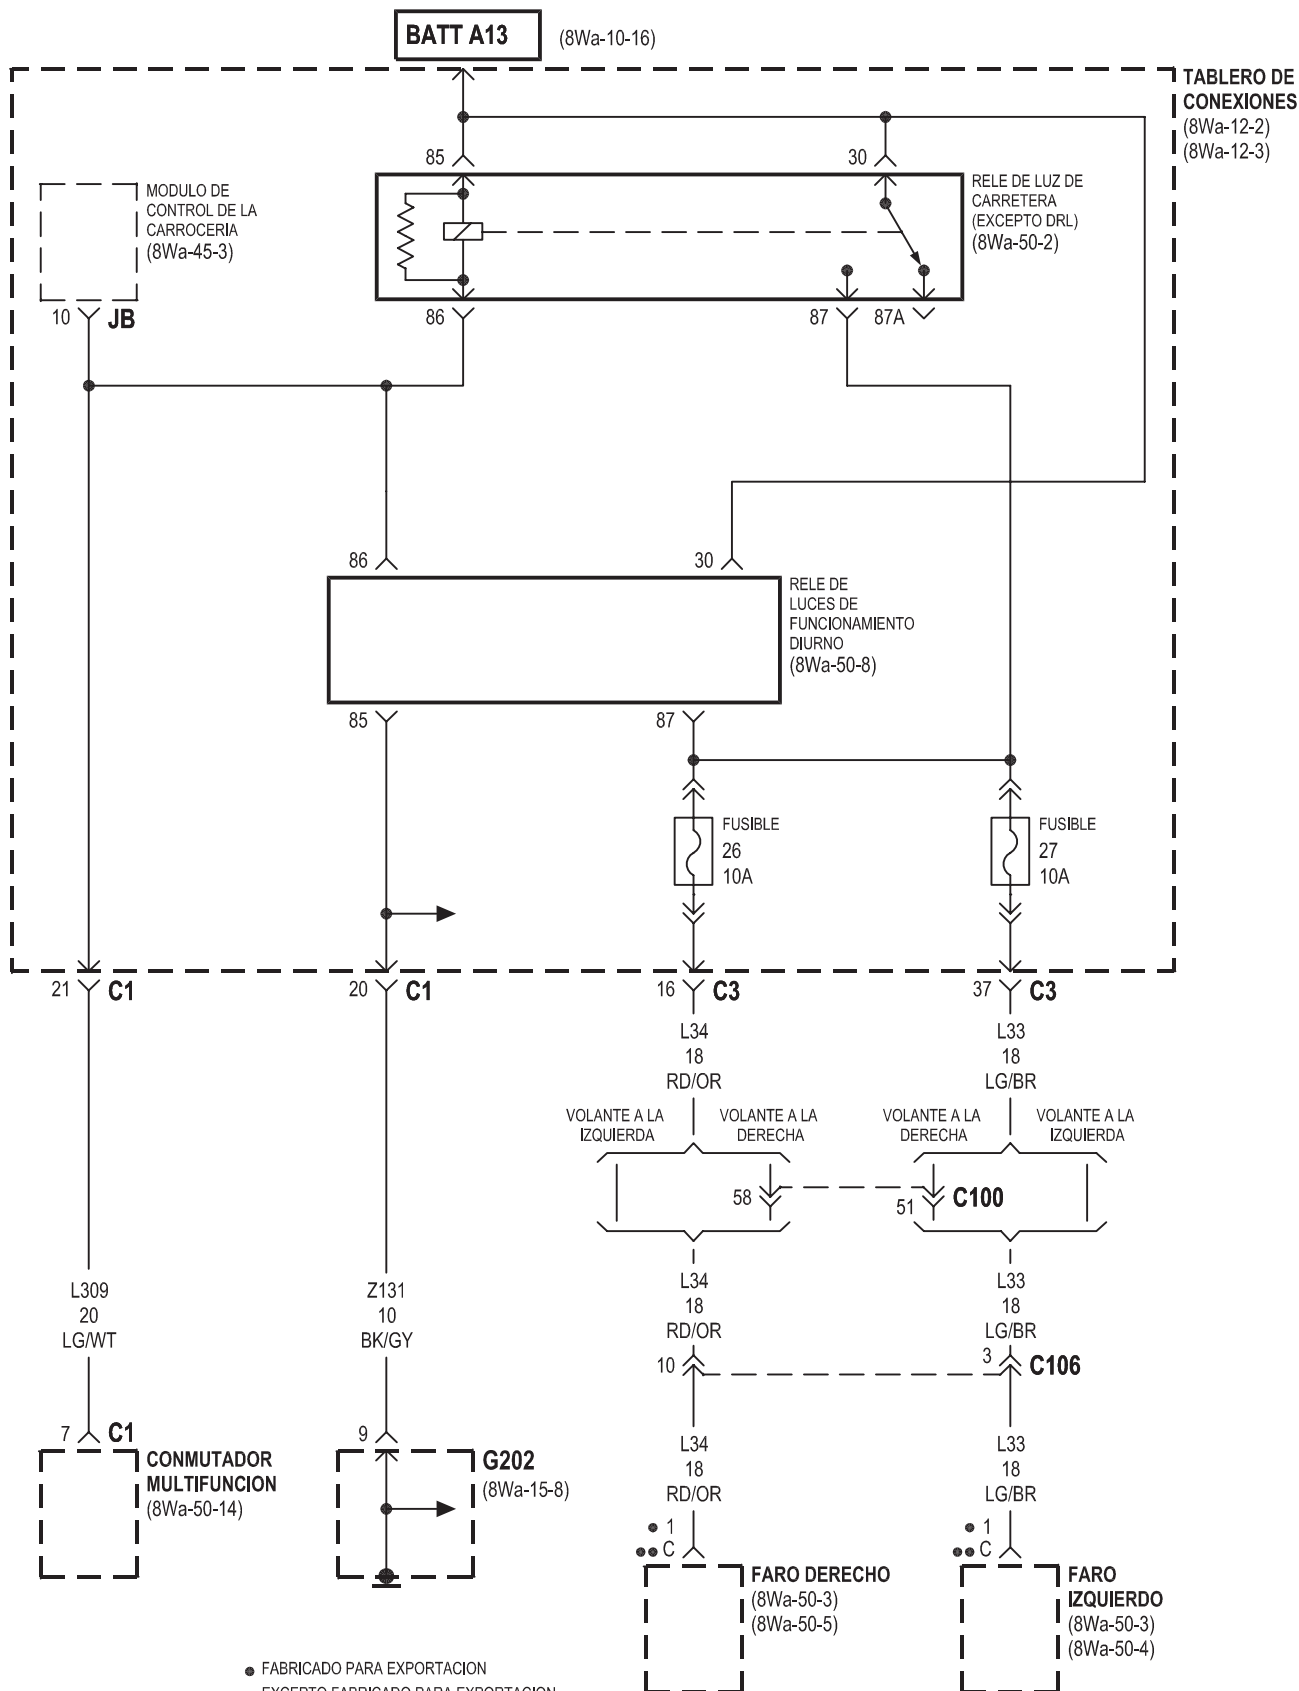 BATT A13
(8Wa-10-16)
TABLERO DE
CONEXIONES
(8Wa-12-2)
(8Wa-12-3)
85
30
MODULO DE
CONTROL DE LA
CARROCERIA
(8Wa-45-3)
RELE DE LUZ DE
CARRETERA
(EXCEPTO DRL)
(8Wa-50-2)
10
JB
86
87
87A
86
30
RELE DE
LUCES DE
FUNCIONAMIENTO
DIURNO
(8Wa-50-8)
85
87
FUSIBLE
26
10A
FUSIBLE
27
10A
21
C1
20
C1
16
C3
37
C3
L34
18
RD/OR
L33
18
LG/BR
VOLANTE A LA
IZQUIERDA
VOLANTE A LA
DERECHA
VOLANTE A LA
DERECHA
VOLANTE A LA
IZQUIERDA
58
51
C100
L309
20
LG/WT
Z131
10
BK/GY
L34
18
RD/OR
L33
18
LG/BR
10
3
C106
7
C1
9
CONMUTADOR
MULTIFUNCION
(8Wa-50-14)
G202
(8Wa-15-8)
L34
18
RD/OR
L33
18
LG/BR
● 1
●● C
● 1
●● C
FARO DERECHO
(8Wa-50-3)
(8Wa-50-5)
FARO
IZQUIERDO
(8Wa-50-3)
(8Wa-50-4)
● FABRICADO PARA EXPORTACION
EXCEPTO FABRICADO PARA EXPORTACION